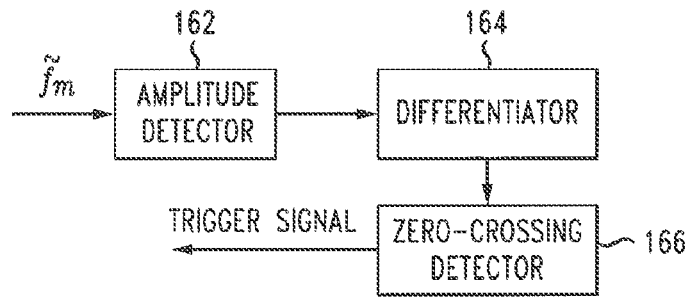 162
164
f̃m
AMPLITUDE
DETECTOR
DIFFERENTIATOR
TRIGGER SIGNAL
ZERO-CROSSING
DETECTOR
166